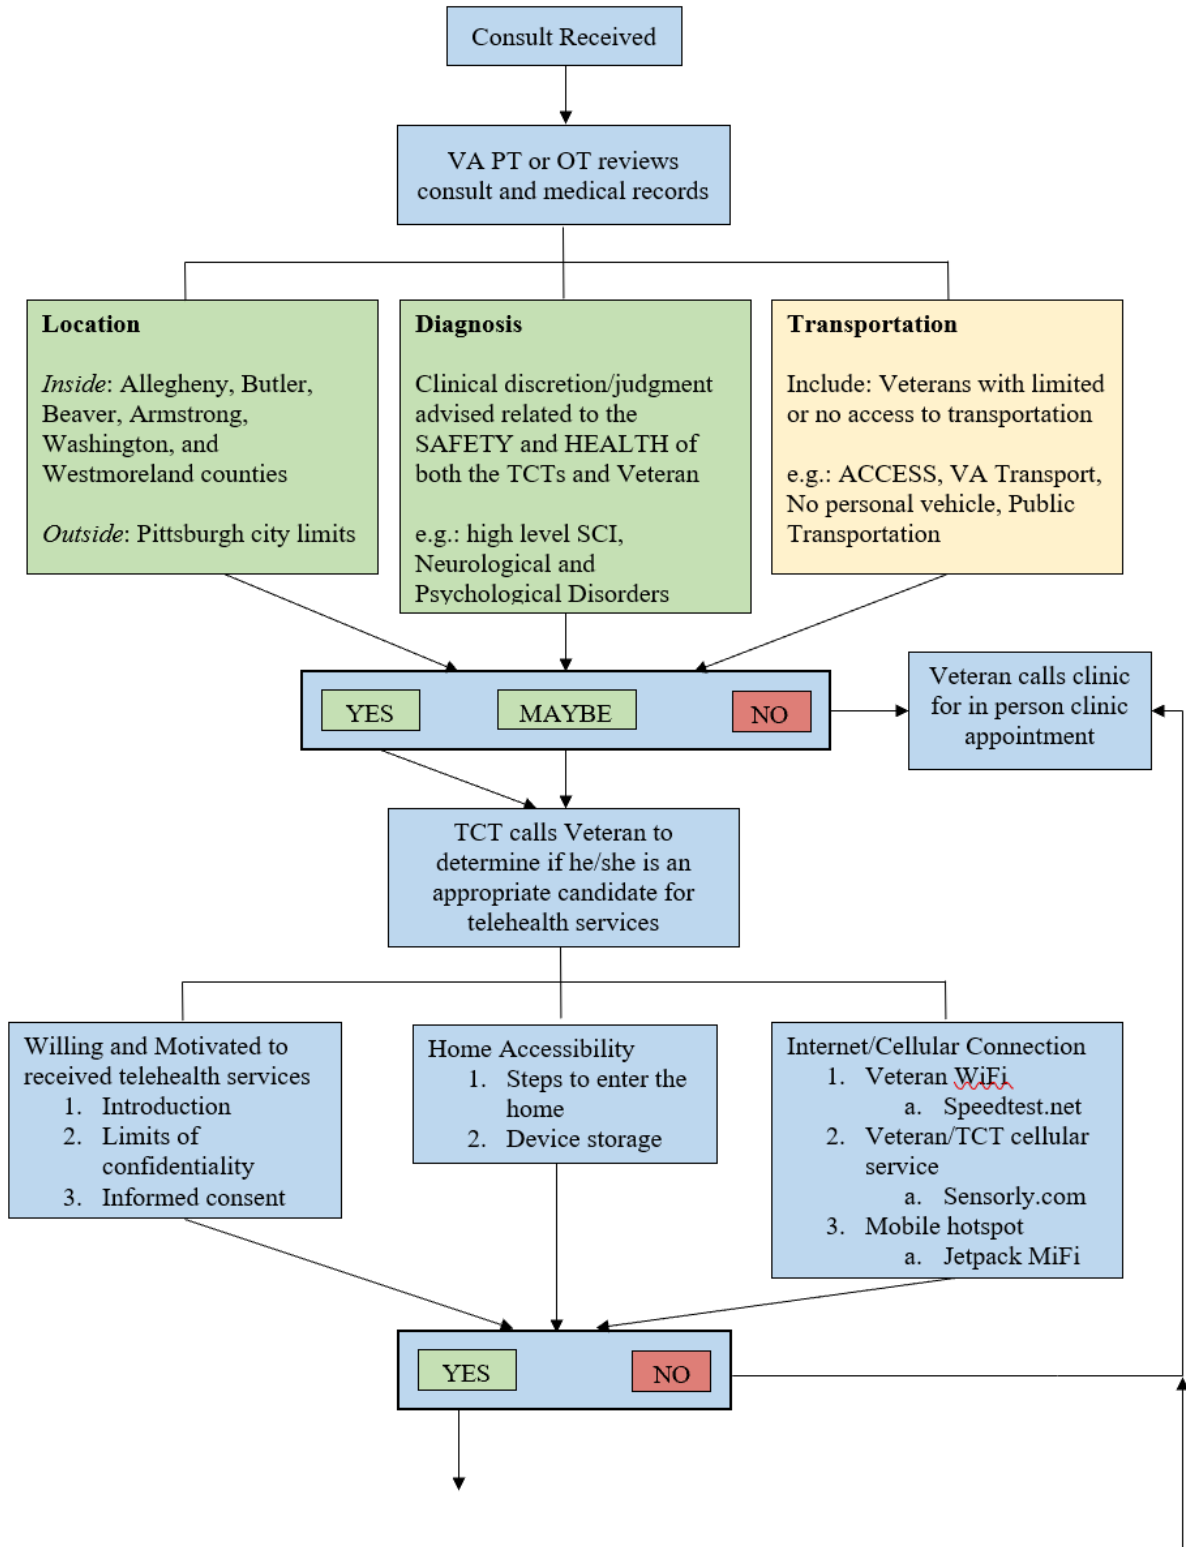 Consult Received
VA PT or OT reviews
consult and medical records
Location
Inside: Allegheny, Butler,
Beaver, Armstrong,
Washington, and
Westmoreland counties
Outside: Pittsburgh city limits
Diagnosis
Clinical discretion/judgment
advised related to the
SAFETY and HEALTH of
both the TCTs and Veteran
e.g.: high level SCI,
Neurological and
Psychological Disorders
Transportation
Include: Veterans with limited
or no access to transportation
e.g.: ACCESS, VA Transport,
No personal vehicle, Public
Transportation
YES
MAYBE
NO
Veteran calls clinic
for in person clinic
appointment
TCT calls Veteran to
determine if he/she is an
appropriate candidate for
telehealth services
Willing and Motivated to
received telehealth services
1. Introduction
2. Limits of
confidentiality
3. Informed consent
Home Accessibility
1. Steps to enter the
home
2. Device storage
Internet/Cellular Connection
1. Veteran WiFi
a. Speedtest.net
2. Veteran/TCT cellular
service
a. Sensorly.com
3. Mobile hotspot
a. Jetpack MiFi
YES
NO